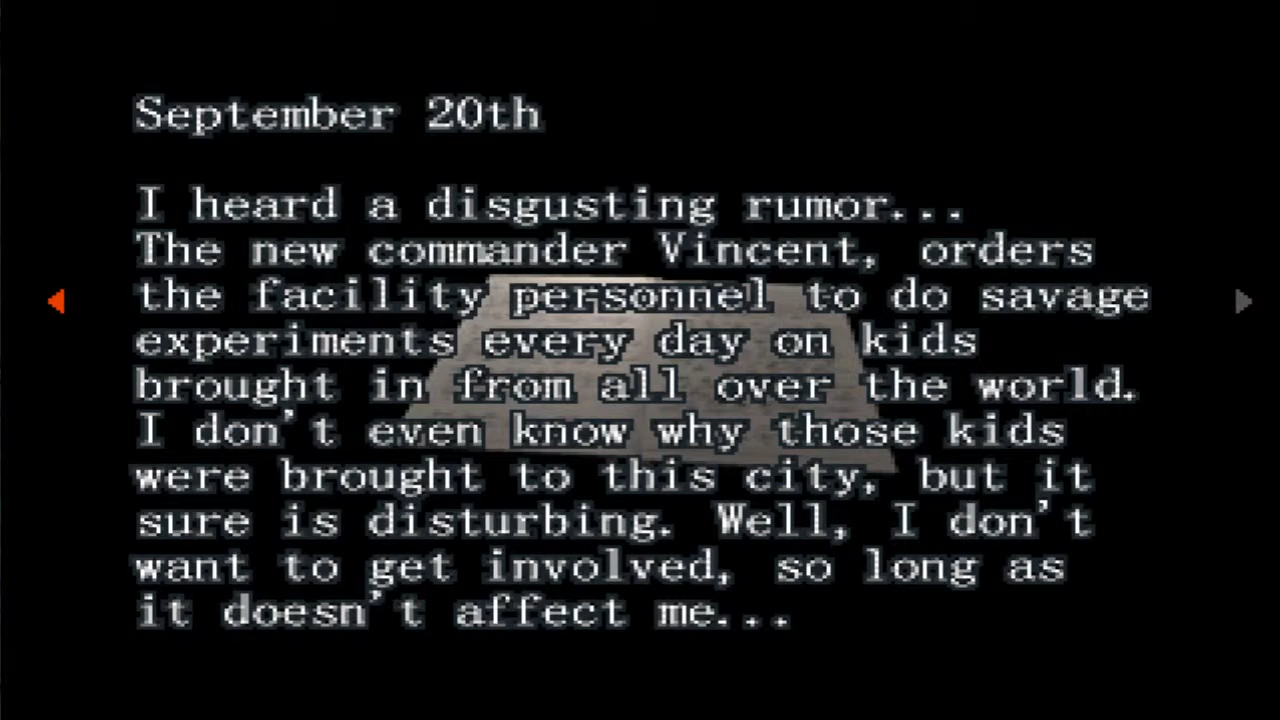 September 20th
I heard a disgusting rumor...
The new commander Vincent, orders
the facility personnel to do savage
experiments every day on kids
brought in from all over the world.
I don't even know why those kids
were brought to this city, but it
sure is disturbing. Well, I don't
want to get involved, so long as
it doesn't affect me...